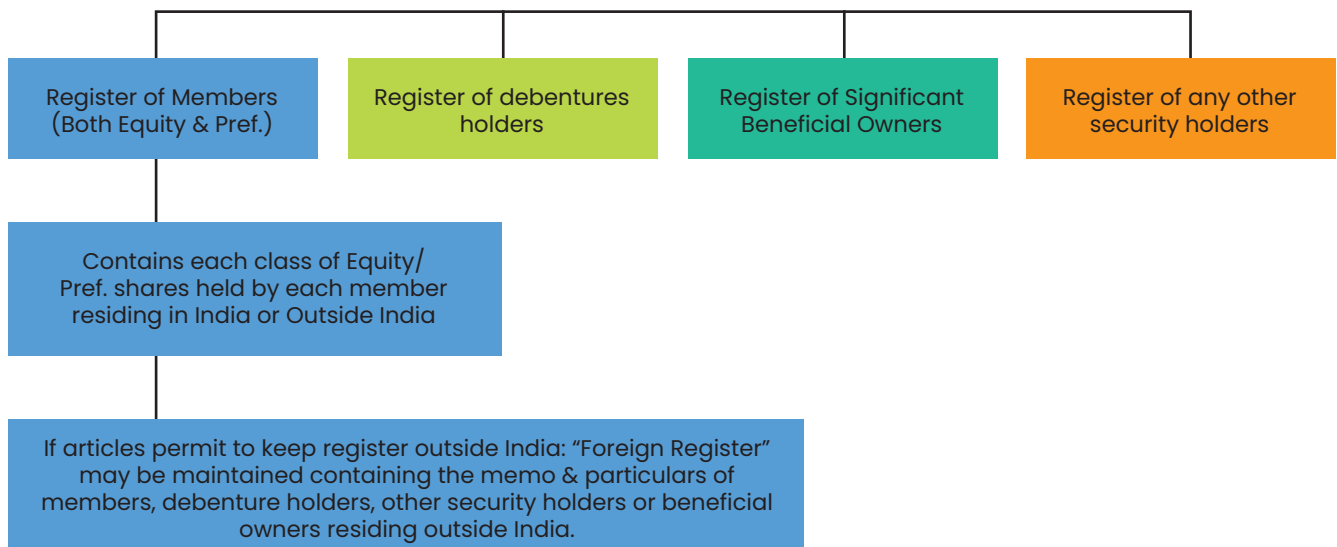 Register of Members
(Both Equity & Pref.)
Register of debentures
holders
Register of Significant
Beneficial Owners
Register of any other
security holders
Contains each class of Equity/
Pref. shares held by each member
residing in India or Outside India
If articles permit to keep register outside India: “Foreign Register”
may be maintained containing the memo & particulars of
members, debenture holders, other security holders or beneficial
owners residing outside India.